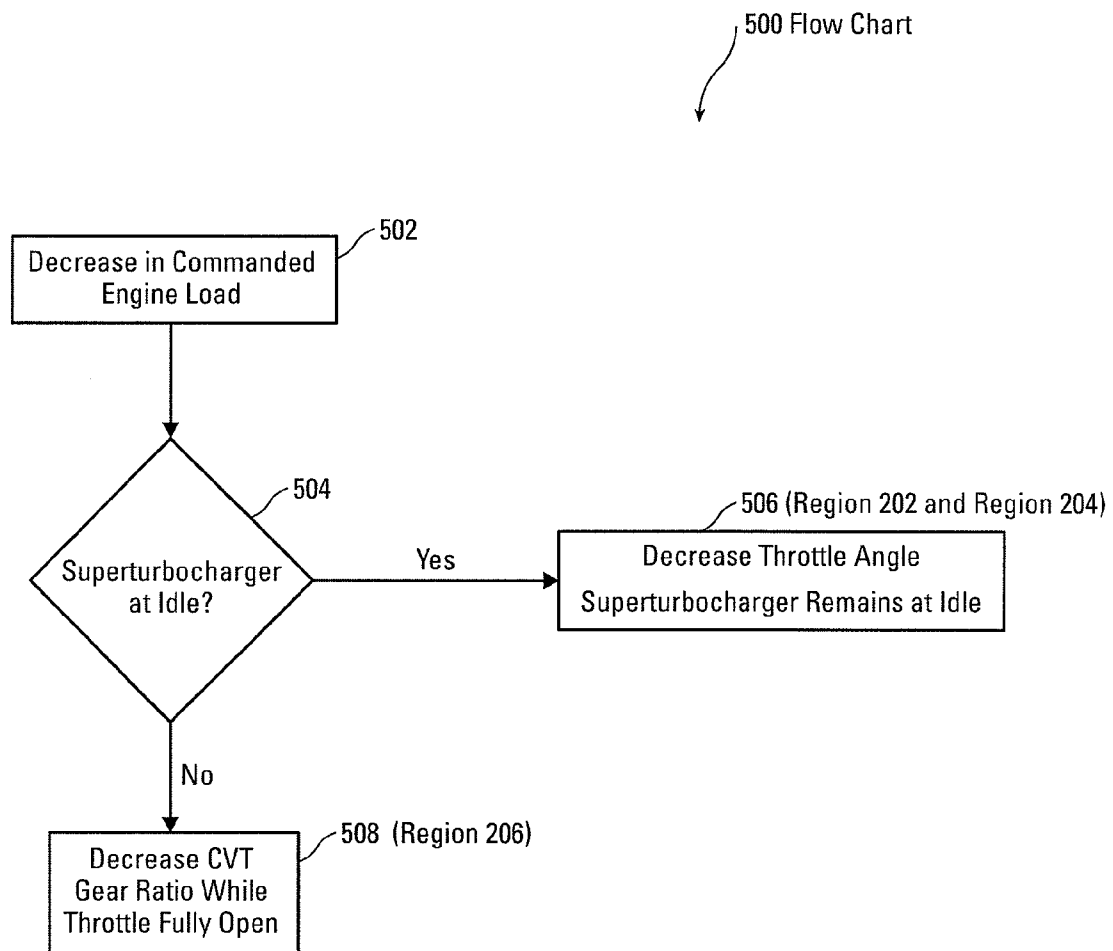 500 Flow Chart
502
Decrease in Commanded
Engine Load
504
Superturbocharger
at Idle?
Yes
506 (Region 202 and Region 204)
Decrease Throttle Angle
Superturbocharger Remains at Idle
No
508 (Region 206)
Decrease CVT
Gear Ratio While
Throttle Fully Open